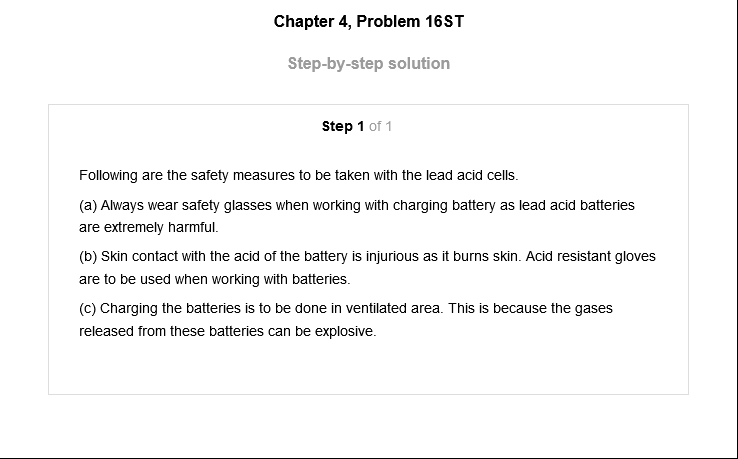 Chapter 4, Problem 16ST
Step-by-step solution
Step 1 of 1
Following are the safety measures to be taken with the lead acid cells.
(a) Always wear safety glasses when working with charging battery as lead acid batteries
are extremely harmful.
(b) Skin contact with the acid of the battery is injurious as it burns skin. Acid resistant gloves
are to be used when working with batteries.
(c) Charging the batteries is to be done in ventilated area. This is because the gases
released from these batteries can be explosive.